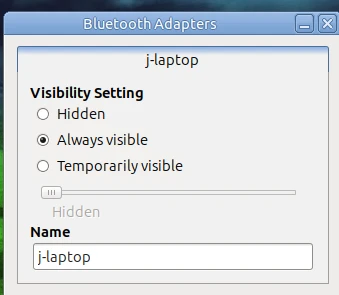 Bluetooth Adapters
j-laptop
Visibility Setting
Hidden
Always visible
Temporarily visible
Hidden
Name
j-laptop